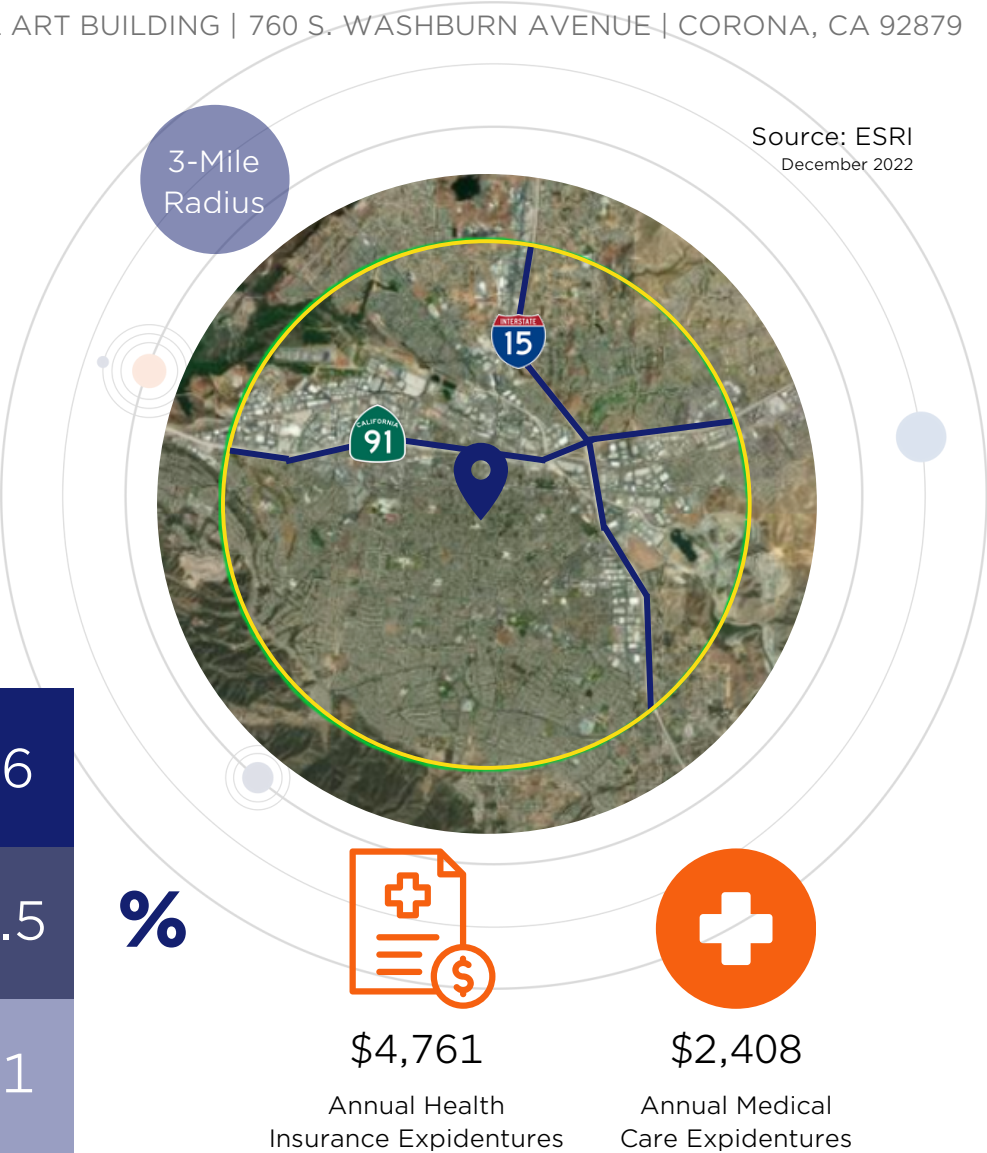 ART BUILDING | 760 S. WASHBURN AVENUE | CORONA, CA 92879
Source: ESRI
December 2022
3-Mile
Radius
INTERSTATE
15
CALIFORNIA
91
6
.5
%
1
$
$4,761
Annual Health
Insurance Expidentures
$2,408
Annual Medical
Care Expidentures